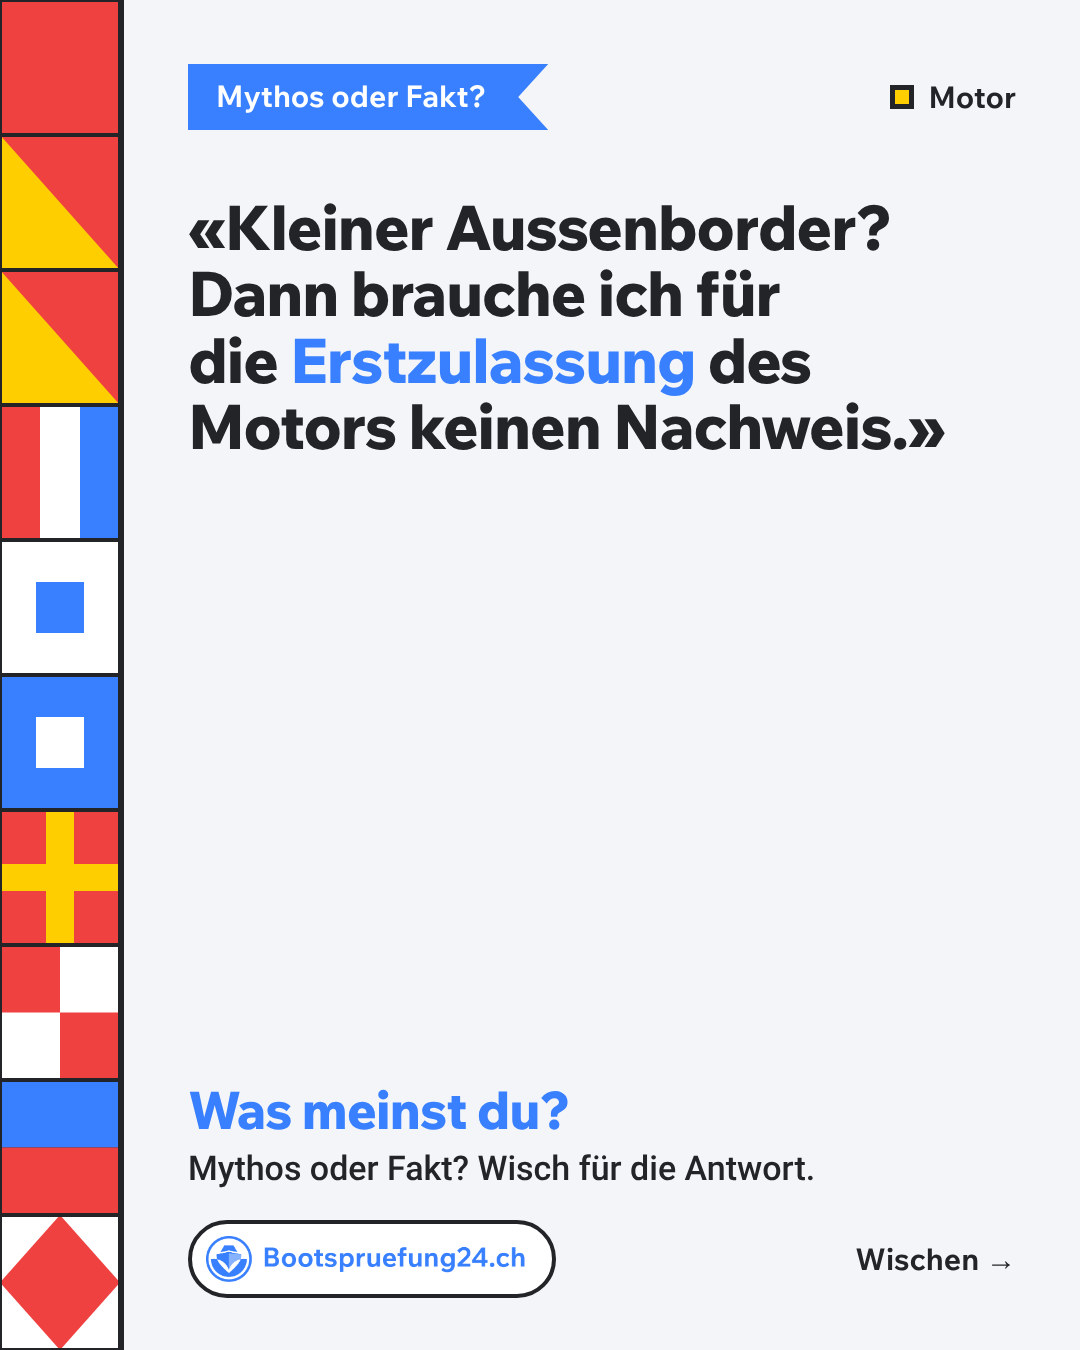 Mythos oder Fakt?
Motor
«Kleiner Aussenborder?
Dann brauche ich für
die Erstzulassung des
Motors keinen Nachweis.»
Was meinst du?
Mythos oder Fakt? Wisch für die Antwort.
Bootspruefung24.ch
Wischen →